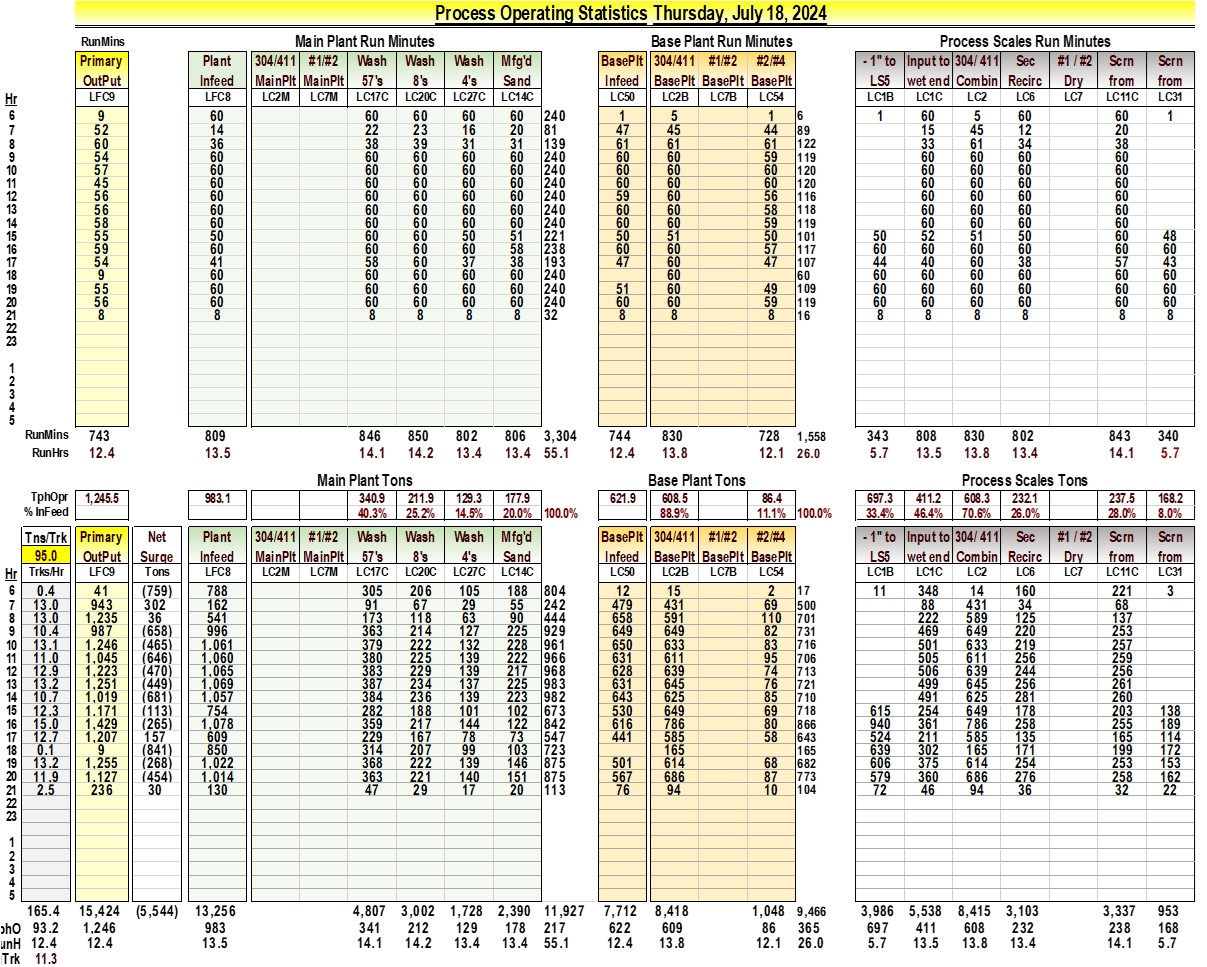 Process Operating Statistics Thursday, July 18, 2024
RunMins Main Plant Run Minutes Base Plant Run Minutes Process Scales Run Minutes
Primary Plant 304/411 #1/#2 Wash Wash Wash Mfg'd BasePlt 304/411 #1/#2 #2/#4 - 1" to Input to 304/ 411 Sec #1 / #2 Scrn Scrn
OutPut Infeed MainPlt MainPlt 57's 8's 4's Sand Infeed BasePlt BasePlt BasePlt LS5 wet end Combin Recirc Dry from from
Hr LFC9 LFC8 LC2M LC7M LC17C LC20C LC27C LC14C LC50 LC2B LC7B LC54 LC1B LC1C LC2 LC6 LC7 LC11C LC31
6 9 60 60 60 60 60 240 1 5 1 6 1 60 5 60 60 1
7 52 14 22 23 16 20 81 47 45 44 89 15 45 12 20
8 60 36 38 39 31 31 139 61 61 61 122 33 61 34 38
9 54 60 60 60 60 60 240 60 60 59 119 60 60 60 60
10 57 60 60 60 60 60 240 60 60 60 120 60 60 60 60
11 45 60 60 60 60 60 240 60 60 60 120 60 60 60 60
12 56 60 60 60 60 60 240 59 60 56 116 60 60 60 60
13 56 60 60 60 60 60 240 60 60 58 118 60 60 60 60
14 58 60 60 60 60 60 240 60 60 59 119 60 60 60 60
15 55 50 60 60 50 51 221 50 51 50 101 50 52 51 50 60 48
16 59 60 60 60 60 58 238 60 60 57 117 60 60 60 60 60 60
17 54 41 58 60 37 38 193 47 60 47 107 44 40 60 38 57 43
18 9 60 60 60 60 60 240 60 60 60 60 60 60 60 60
19 55 60 60 60 60 60 240 51 60 49 109 60 60 60 60 60 60
20 56 60 60 60 60 60 240 60 60 59 119 60 60 60 60 60 60
21 8 8 8 8 8 8 32 8 8 8 16 8 8 8 8 8 8
22
23
1
2
3
4
5
RunMins 743 809 846 850 802 806 3,304 744 830 728 1,558 343 808 830 802 843 340
RunHrs 12.4 13.5 14.1 14.2 13.4 13.4 55.1 12.4 13.8 12.1 26.0 5.7 13.5 13.8 13.4 14.1 5.7
Main Plant Tons Base Plant Tons Process Scales Tons
TphOpr 1,245.5 983.1 340.9 211.9 129.3 177.9 621.9 608.5 86.4 697.3 411.2 608.3 232.1 237.5 168.2
% InFeed 40.3% 25.2% 14.5% 20.0% 100.0% 88.9% 11.1% 100.0% 33.4% 46.4% 70.6% 26.0% 28.0% 8.0%
Tns/Trk Primary Net Plant 304/411 #1/#2 Wash Wash Wash Mfg'd BasePlt 304/411 #1/#2 #2/#4 - 1" to Input to 304/ 411 Sec #1 / #2 Scrn Scrn
95.0 OutPut Surge Infeed MainPlt MainPlt 57's 8's 4's Sand Infeed BasePlt BasePlt BasePlt LS5 wet end Combin Recirc Dry from from
Hr Trks/Hr LFC9 Tons LFC8 LC2M LC7M LC17C LC20C LC27C LC14C LC50 LC2B LC7B LC54 LC1B LC1C LC2 LC6 LC7 LC11C LC31
6 0.4 41 (759) 788 305 206 105 188 804 12 15 2 17 11 348 14 160 221 3
7 13.0 943 302 162 91 67 29 55 242 479 431 69 500 88 431 34 68
8 13.0 1,235 36 541 173 118 63 90 444 658 591 110 701 222 589 125 137
9 10.4 987 (658) 996 363 214 127 225 929 649 649 82 731 469 649 220 253
10 13.1 1,246 (465) 1,061 379 222 132 228 961 650 633 83 716 501 633 219 257
11 11.0 1,045 (646) 1,060 380 225 139 222 966 631 611 95 706 505 611 256 259
12 12.9 1,223 (470) 1,065 383 229 139 217 968 628 639 74 713 506 639 244 256
13 13.2 1,251 (449) 1,069 387 234 137 225 983 631 645 76 721 499 645 256 261
14 10.7 1,019 (681) 1,057 384 236 139 223 982 643 625 85 710 491 625 281 260
15 12.3 1,171 (113) 754 282 188 101 102 673 530 649 69 718 615 254 649 178 203 138
16 15.0 1,429 (265) 1,078 359 217 144 122 842 616 786 80 866 940 361 786 258 255 189
17 12.7 1,207 157 609 229 167 78 73 547 441 585 58 643 524 211 585 135 165 114
18 0.1 9 (841) 850 314 207 99 103 723 165 165 639 302 165 171 199 172
19 13.2 1,255 (268) 1,022 368 222 139 146 875 501 614 68 682 606 375 614 254 253 153
20 11.9 1,127 (454) 1,014 363 221 140 151 875 567 686 87 773 579 360 686 276 258 162
21 2.5 236 30 130 47 29 17 20 113 76 94 10 104 72 46 94 36 32 22
22
23
1
2
3
4
5
165.4 15,424 (5,544) 13,256 4,807 3,002 1,728 2,390 11,927 7,712 8,418 1,048 9,466 3,986 5,538 8,415 3,103 3,337 953
phO 93.2 1,246 983 341 212 129 178 217 622 609 86 365 697 411 608 232 238 168
unH 12.4 12.4 13.5 14.1 14.2 13.4 13.4 55.1 12.4 13.8 12.1 26.0 5.7 13.5 13.8 13.4 14.1 5.7
Trk 11.3